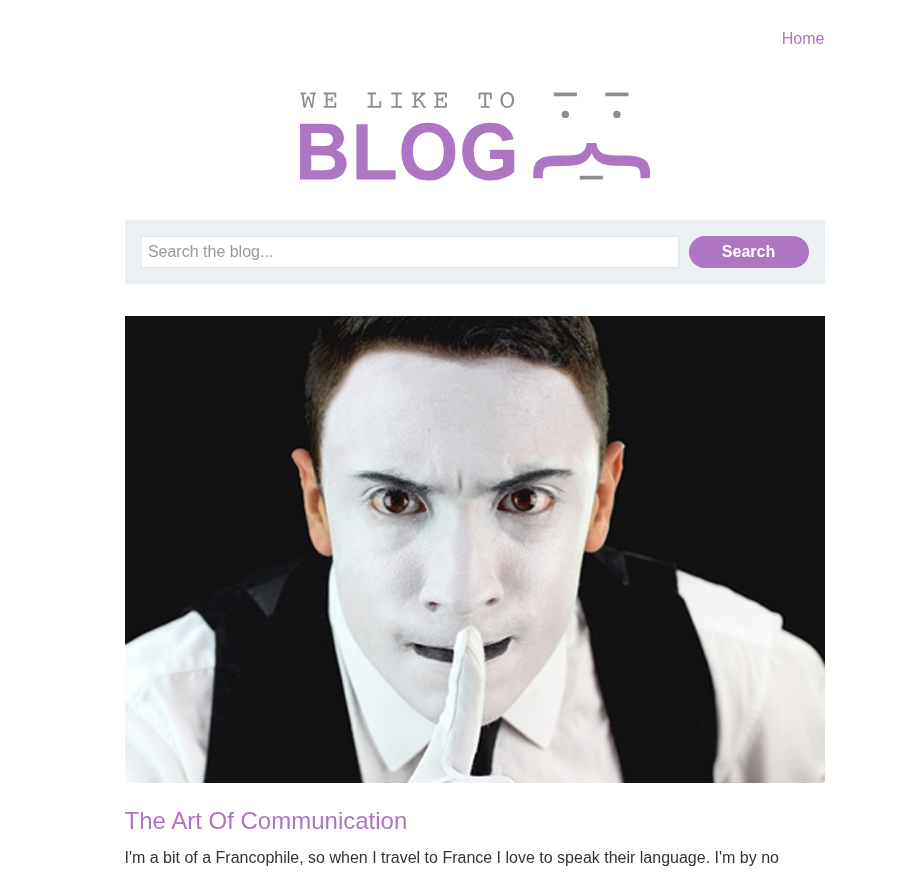 Home
WE LIKE TO
BLOG
Search the blog...
Search
The Art Of Communication
I'm a bit of a Francophile, so when I travel to France I love to speak their language. I'm by no